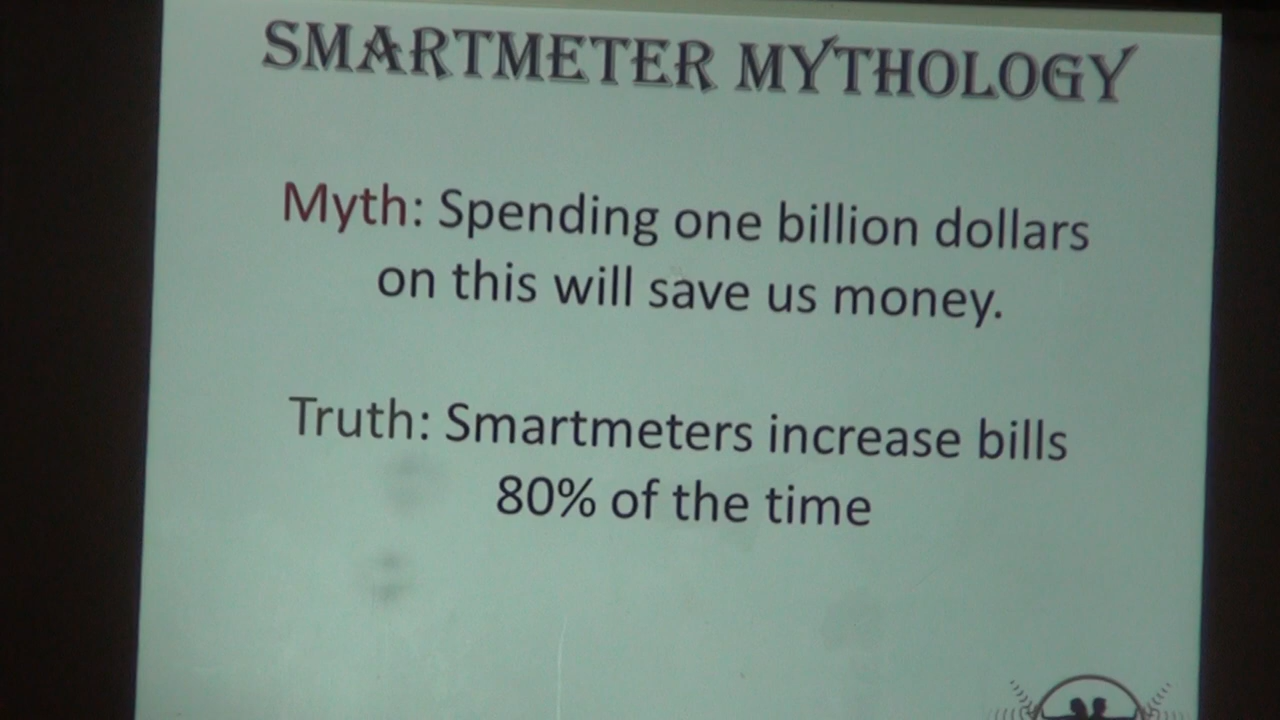 SMARTMETER MYTHOLOGY
Myth: Spending one billion dollars
on this will save us money.
Truth: Smartmeters increase bills
80% of the time